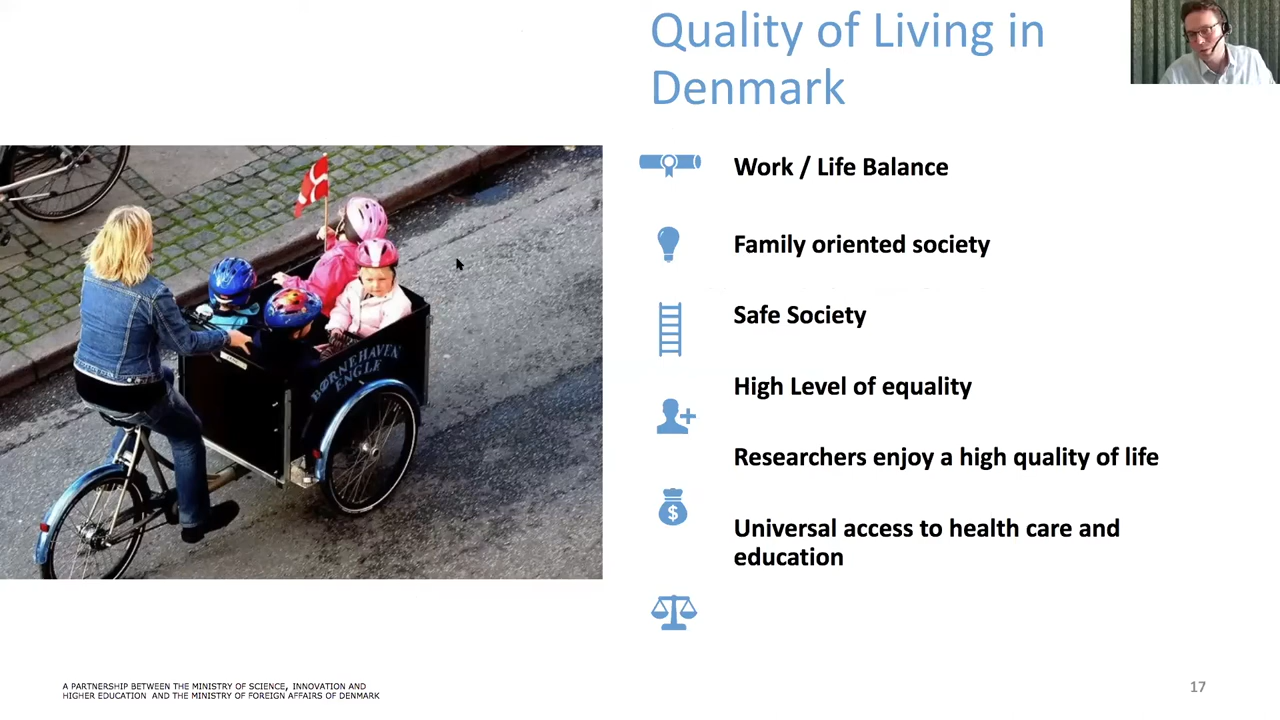 Quality of Living in
Denmark
Work / Life Balance
Family oriented society
Safe Society
High Level of equality
Researchers enjoy a high quality of life
$
Universal access to health care and
education
BØRNEHAVEN
ENGLE
A PARTNERSHIP BETWEEN THE MINISTRY OF SCIENCE, INNOVATION AND
HIGHER EDUCATION AND THE MINISTRY OF FOREIGN AFFAIRS OF DENMARK
17